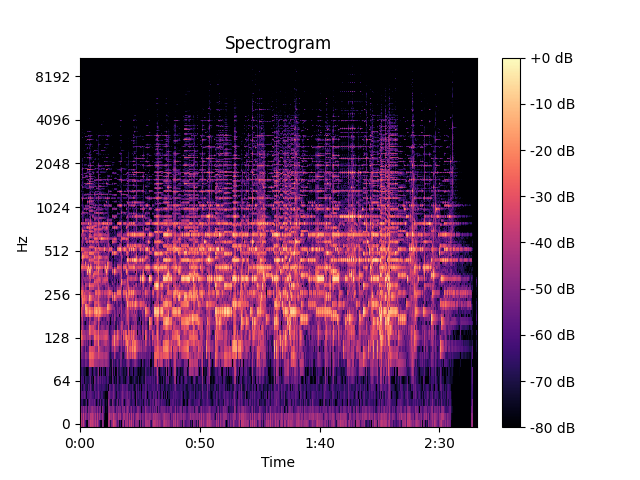 Spectrogram
Hz
8192
4096
2048
1024
512
256
128
64
0
0:00
0:50
1:40
2:30
Time
+0 dB
-10 dB
-20 dB
-30 dB
-40 dB
-50 dB
-60 dB
-70 dB
-80 dB